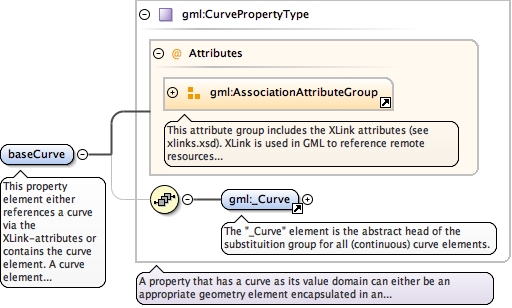 gml:CurvePropertyType
@ Attributes
gml:AssociationAttributeGroup
This attribute group includes the XLink attributes (see
xlinks.xsd). XLink is used in GML to reference remote
resources...
baseCurve
This property
element either
references a curve
via the
XLink-attributes or
contains the curve
element. A curve
element...
gml:_Curve
The "_Curve" element is the abstract head of the
substituition group for all (continuous) curve elements.
A property that has a curve as its value domain can either be an
appropriate geometry element encapsulated in an...